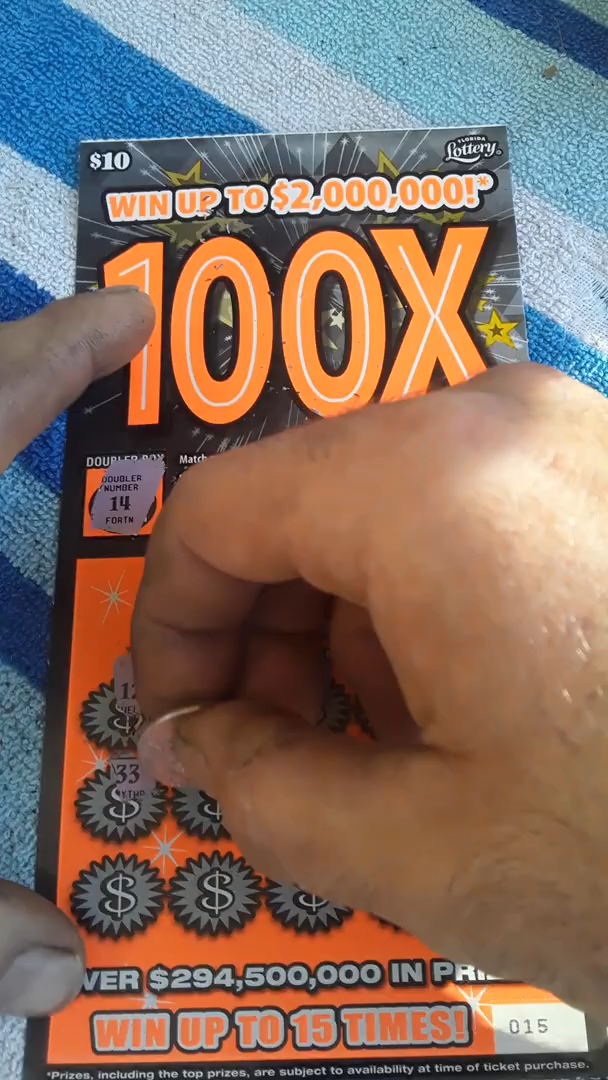 $10
FLORIDA
Lottery
WIN UP TO $2,000,000!*
100X
DOUBLER BOX
Match
DOUBLER
NUMBER
14
FORTN
12
33
$
$
$
$
$
$
$
OVER $294,500,000 IN
WIN UP TO 15 TIMES!
015
*Prizes, including the top prizes, are subject to availability at time of ticket purchase.